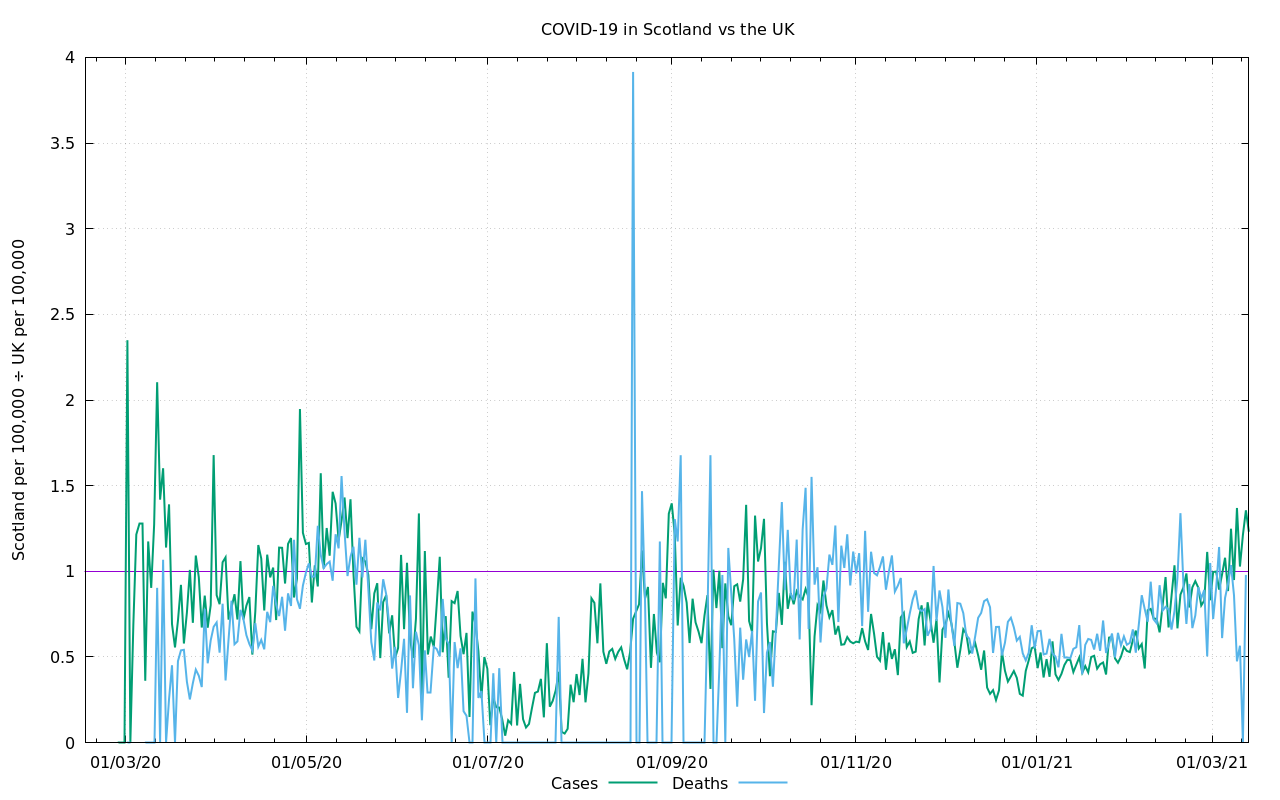 COVID-19 in Scotland vs the UK
Scotland per 100,000 ÷ UK per 100,000
4
3.5
3
2.5
2
1.5
1
0.5
0
01/03/20 01/05/20 01/07/20 01/09/20 01/11/20 01/01/21 01/03/21
Cases Deaths